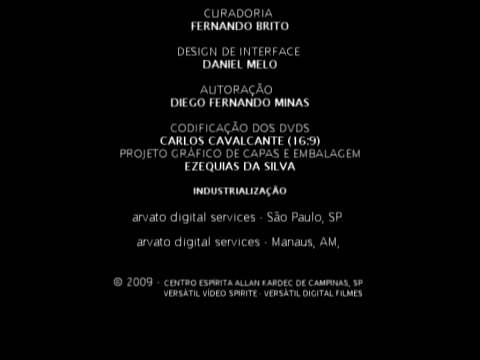 CURADORIA
FERNANDO BRITO
DESIGN DE INTERFACE
DANIEL MELO
AUTORAÇÃO
DIEGO FERNANDO MINAS
CODIFICAÇÃO DOS DVDS
CARLOS CAVALCANTE (16:9)
PROJETO GRÁFICO DE CAPAS E EMBALAGEM
EZEQUIAS DA SILVA
INDUSTRIALIZAÇÃO
arvato digital services - São Paulo, SP
arvato digital services - Manaus, AM,
© 2009 - CENTRO ESPÍRITA ALLAN KARDEC DE CAMPINAS, SP
VERSÁTIL VÍDEO SPIRITE - VERSÁTIL DIGITAL FILMES